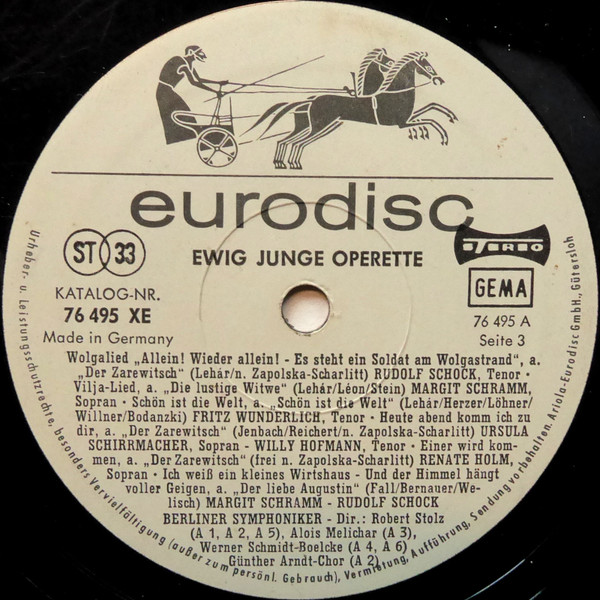 eurodisc
ST 33
EWIG JUNGE OPERETTE
STEREO
KATALOG-NR.
76 495 XE
Made in Germany
GEMA
76 495 A
Seite 3
Wolgalied „Allein! Wieder allein! - Es steht ein Soldat am Wolgastrand", a.
„Der Zarewitsch" (Lehár/n. Zapolska-Scharlitt) RUDOLF SCHOCK, Tenor ·
Vilja-Lied, a. „Die lustige Witwe" (Lehár/Léon/Stein) MARGIT SCHRAMM,
Sopran · Schön ist die Welt, a. „Schön ist die Welt" (Lehár/Herzer/Löhner/
Willner/Bodanzki) FRITZ WUNDERLICH, Tenor · Heute abend komm ich zu
dir, a. „Der Zarewitsch" (Jenbach/Reichert/n. Zapolska-Scharlitt) URSULA
SCHIRRMACHER, Sopran - WILLY HOFMANN, Tenor · Einer wird kom-
men, a. „Der Zarewitsch" (frei n. Zapolska-Scharlitt) RENATE HOLM,
Sopran · Ich weiß ein kleines Wirtshaus - Und der Himmel hängt
voller Geigen, a. „Der liebe Augustin" (Fall/Bernauer/We-
lisch) MARGIT SCHRAMM - RUDOLF SCHOCK
BERLINER SYMPHONIKER - Dir.: Robert Stolz
(A 1, A 2, A 5), Alois Melichar (A 3),
Werner Schmidt-Boelcke (A 4, A 6)
Günther Arndt-Chor (A 2)
Urheber- u. Leistungsschutzrechte, besonders Vervielfältigung (außer zum persönl. Gebrauch), Vermietung, Aufführung, Sendung vorbehalten. Ariola-Eurodisc GmbH., Gütersloh